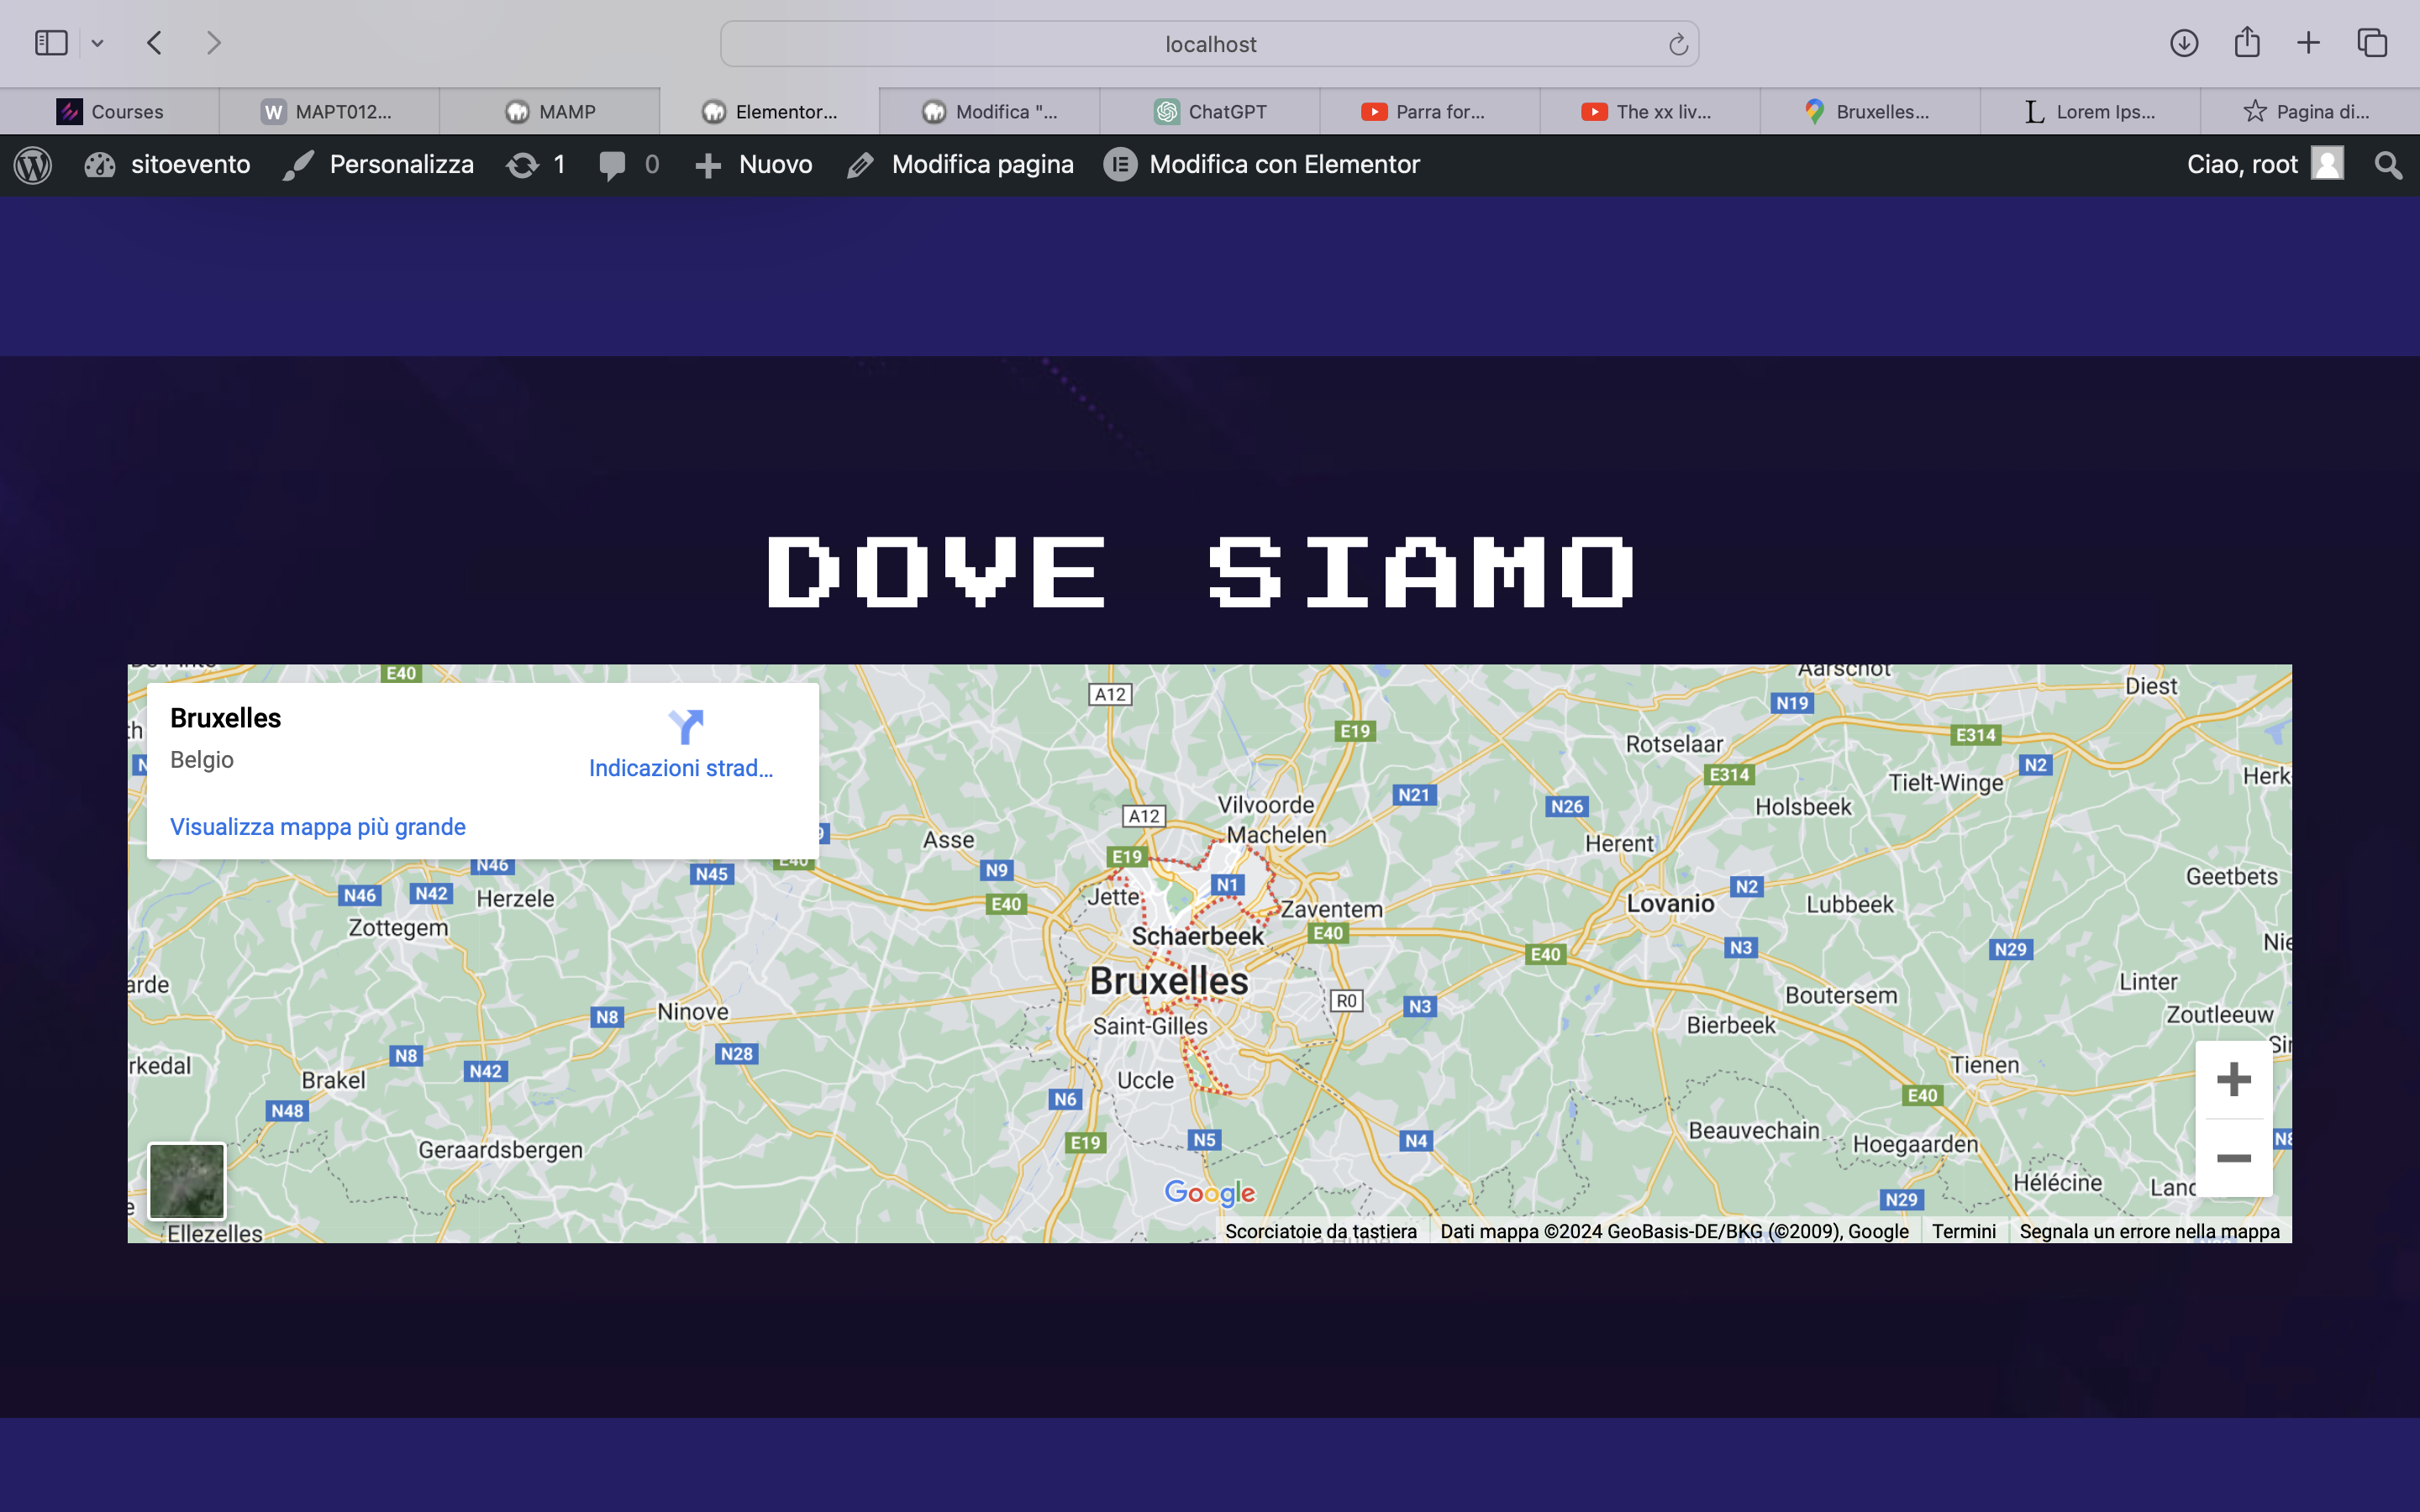 localhost
Courses
W MAPT012...
MAMP
Elementor...
Modifica "...
ChatGPT
Parra for...
The xx liv...
Bruxelles...
L Lorem Ips...
Pagina di...
sitoevento
Personalizza
1
0
Nuovo
Modifica pagina
Modifica con Elementor
Ciao, root
DOVE SIAMO
Bruxelles
Belgio
Indicazioni strad...
Visualizza mappa più grande
E40
A12
Aarschot
Diest
N19
E19
E314
Rotselaar
N2
E314
Herk
Tielt-Winge
N21
N26
Vilvoorde
Holsbeek
A12
Machelen
Asse
Herent
E19
E40
N46
N9
N45
N1
N2
Geetbets
N46
N42
Herzele
Jette
E40
Lovanio
Lubbeek
Zaventem
Zottegem
Schaerbeek
E40
N3
Nie
N29
E40
Bruxelles
arde
Linter
Boutersem
R0
N3
Ninove
N8
Zoutleeuw
Saint-Gilles
Bierbeek
N8
N28
rkedal
N42
Tienen
Brakel
Uccle
E40
N48
N6
Beauvechain
E19
N5
N4
Hoegaarden
Geraardsbergen
Hélécine
Land
N29
Google
Ellezelles
Scorciatoie da tastiera
Dati mappa ©2024 GeoBasis-DE/BKG (©2009), Google
Termini
Segnala un errore nella mappa